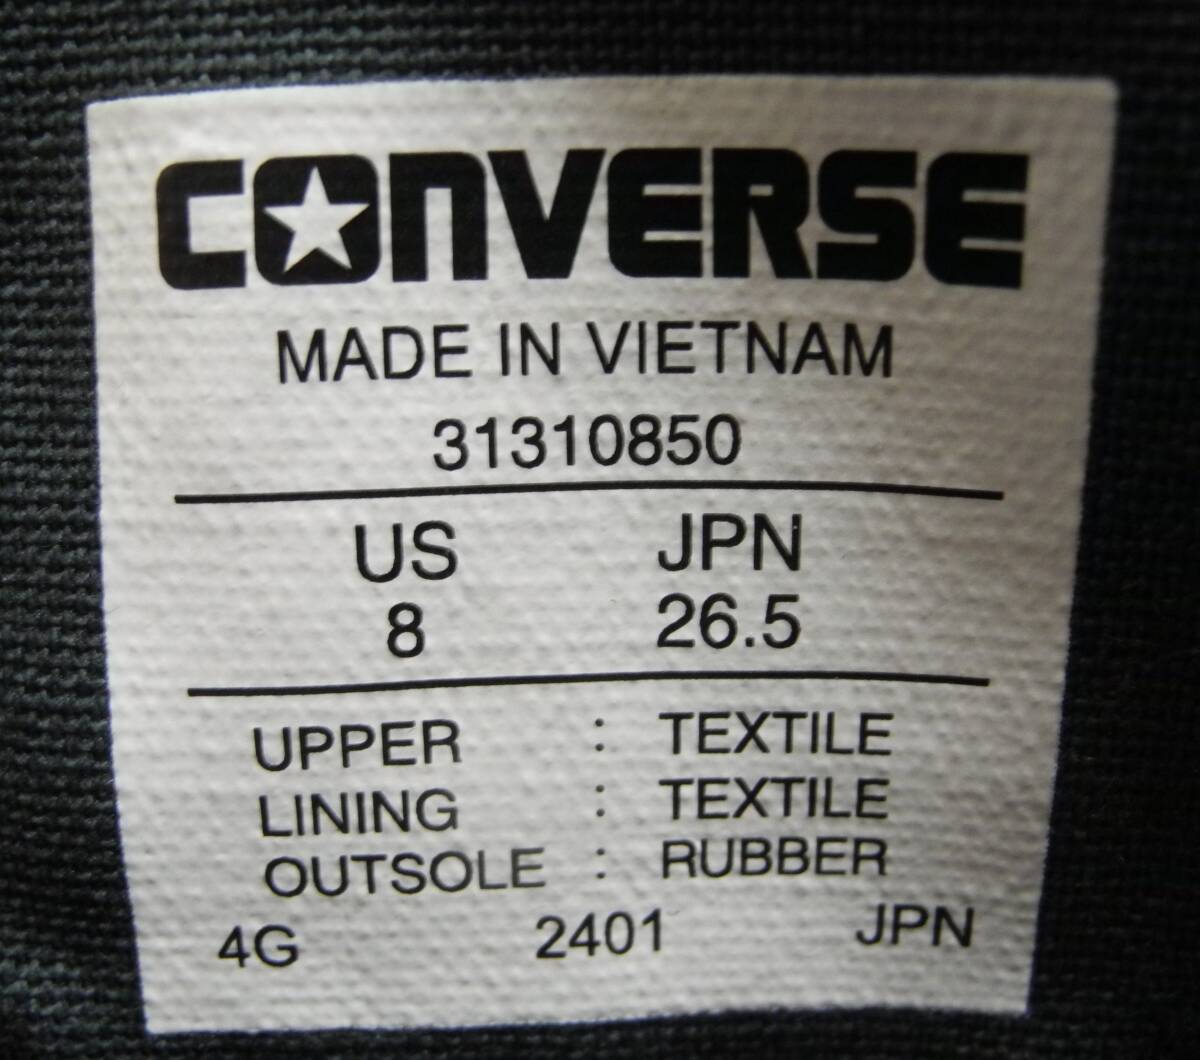 CONVERSE
MADE IN VIETNAM
31310850
US JPN
8 26.5
UPPER : TEXTILE
LINING : TEXTILE
OUTSOLE : RUBBER
4G 2401 JPN